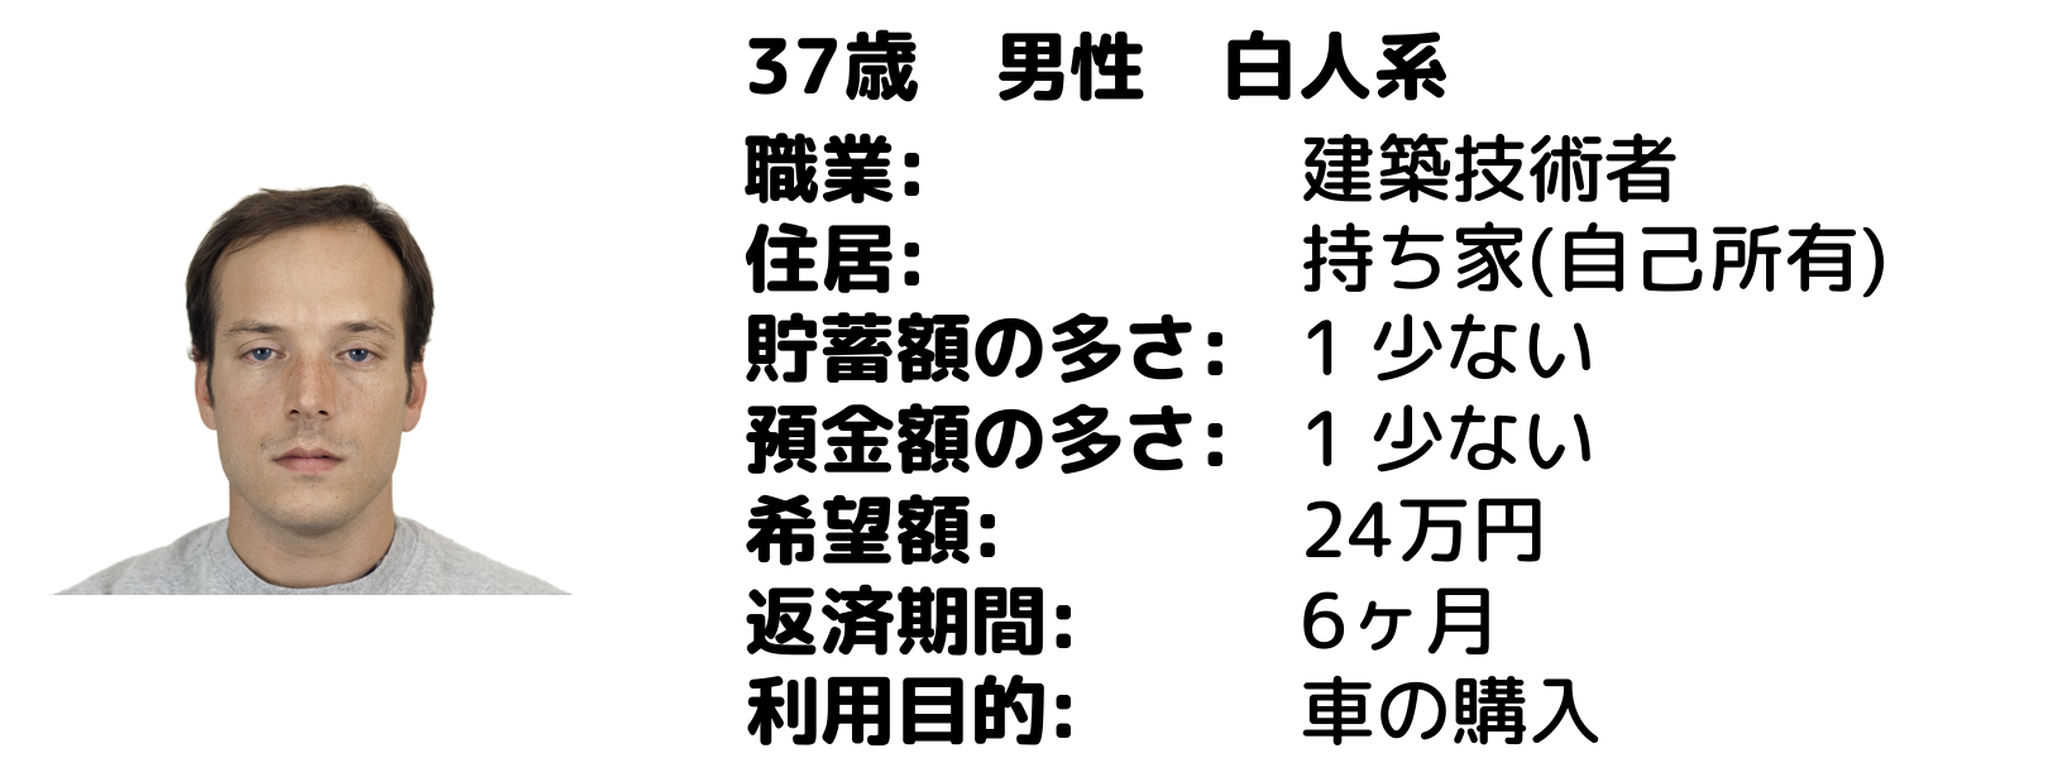 37歳　男性　白人系
職業: 建築技術者
住居: 持ち家(自己所有)
貯蓄額の多さ: 1 少ない
預金額の多さ: 1 少ない
希望額: 24万円
返済期間: 6ヶ月
利用目的: 車の購入